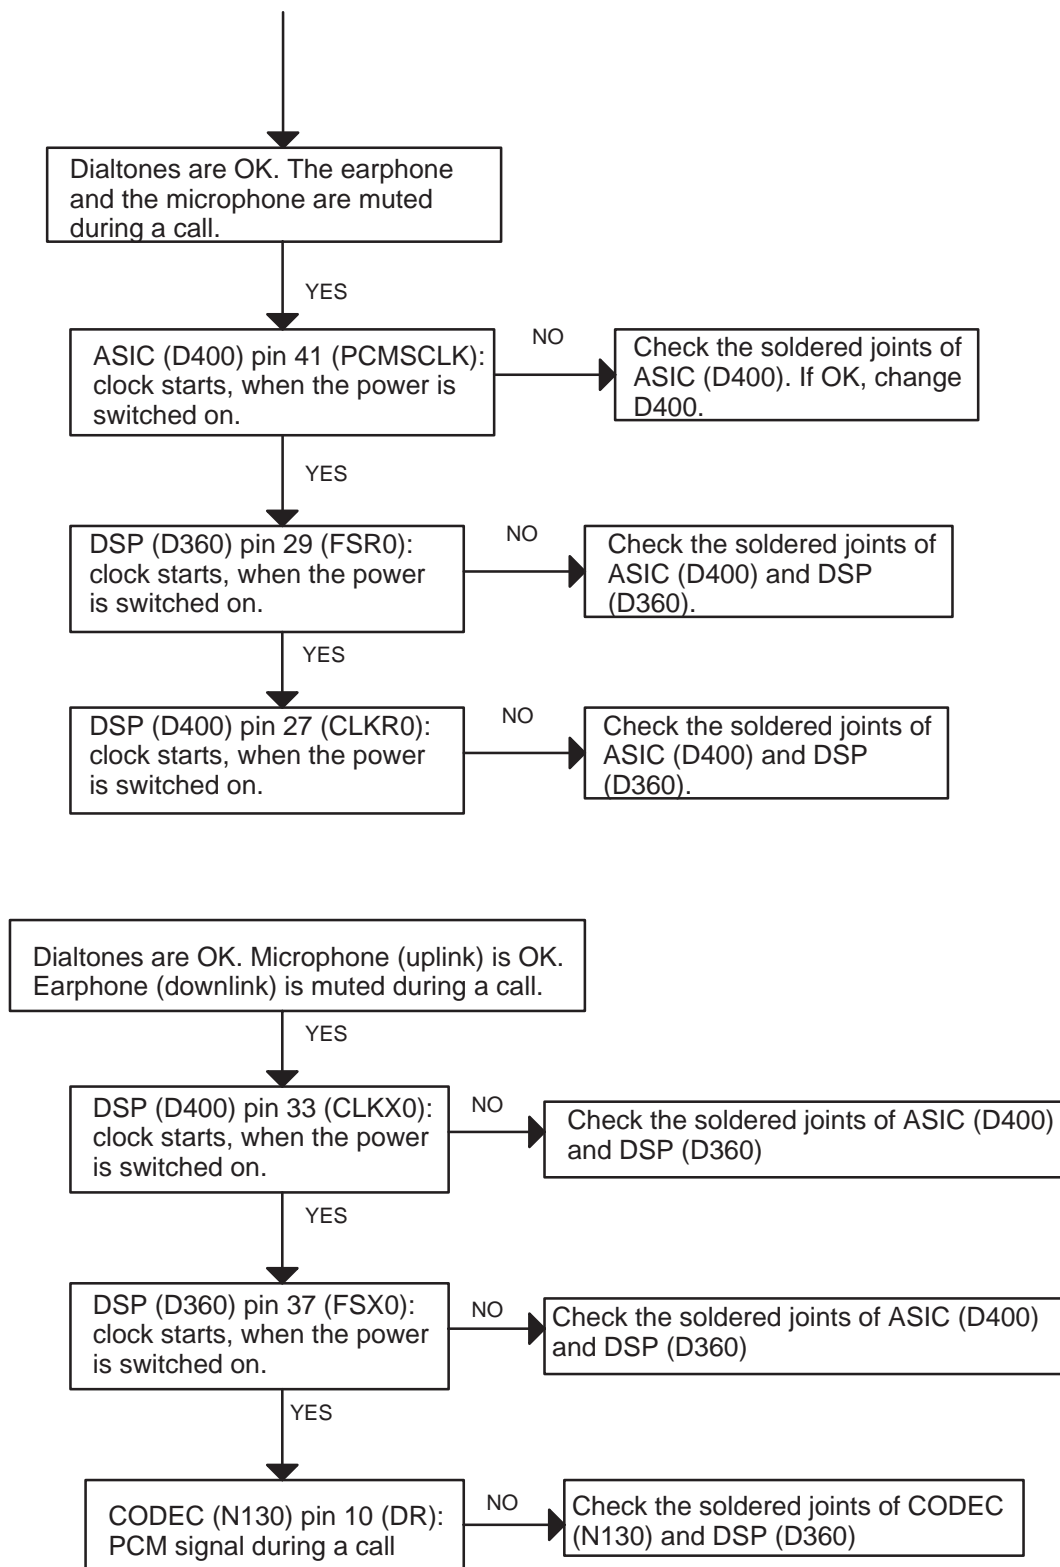 Dialtones are OK. The earphone
and the microphone are muted
during a call.
YES
ASIC (D400) pin 41 (PCMSCLK):
clock starts, when the power is
switched on.
NO
Check the soldered joints of
ASIC (D400). If OK, change
D400.
YES
DSP (D360) pin 29 (FSR0):
clock starts, when the power
is switched on.
NO
Check the soldered joints of
ASIC (D400) and DSP
(D360).
YES
DSP (D400) pin 27 (CLKR0):
clock starts, when the power
is switched on.
NO
Check the soldered joints of
ASIC (D400) and DSP
(D360).
Dialtones are OK. Microphone (uplink) is OK.
Earphone (downlink) is muted during a call.
YES
DSP (D400) pin 33 (CLKX0):
clock starts, when the power
is switched on.
NO
Check the soldered joints of ASIC (D400)
and DSP (D360)
YES
DSP (D360) pin 37 (FSX0):
clock starts, when the power
is switched on.
NO
Check the soldered joints of ASIC (D400)
and DSP (D360)
YES
CODEC (N130) pin 10 (DR):
PCM signal during a call
NO
Check the soldered joints of CODEC
(N130) and DSP (D360)